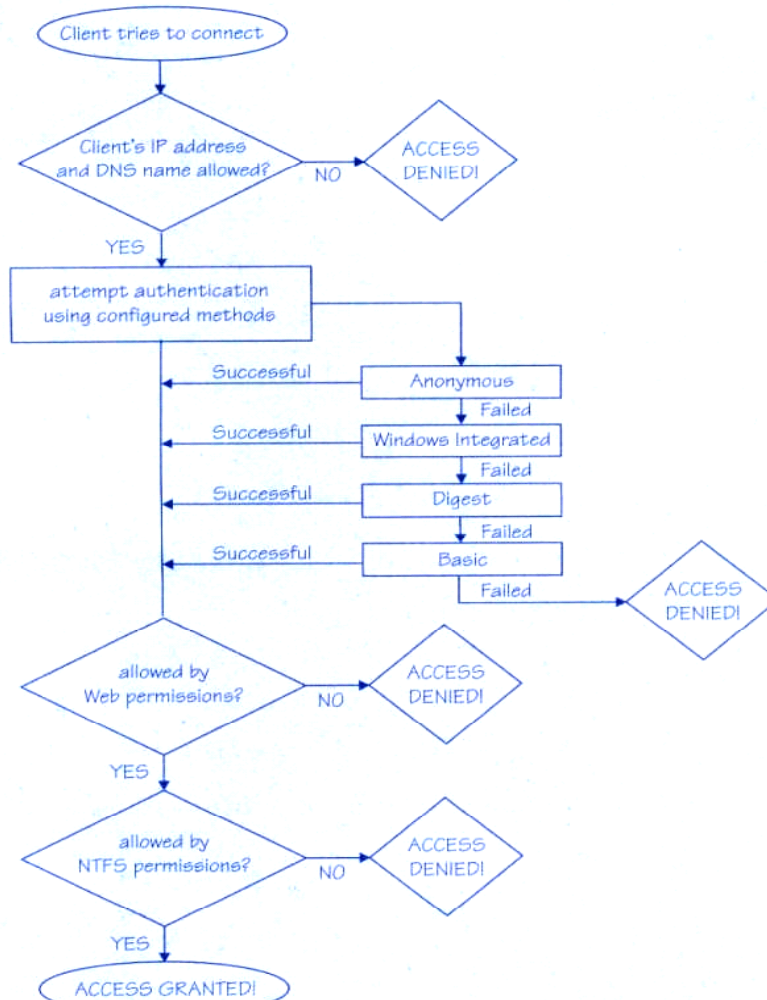 Client tries to connect
Client's IP address
and DNS name allowed?
NO
ACCESS
DENIED!
YES
attempt authentication
using configured methods
Successful
Anonymous
Failed
Successful
Windows Integrated
Failed
Successful
Digest
Failed
Successful
Basic
Failed
ACCESS
DENIED!
allowed by
Web permissions?
NO
ACCESS
DENIED!
YES
allowed by
NTFS permissions?
NO
ACCESS
DENIED!
YES
ACCESS GRANTED!